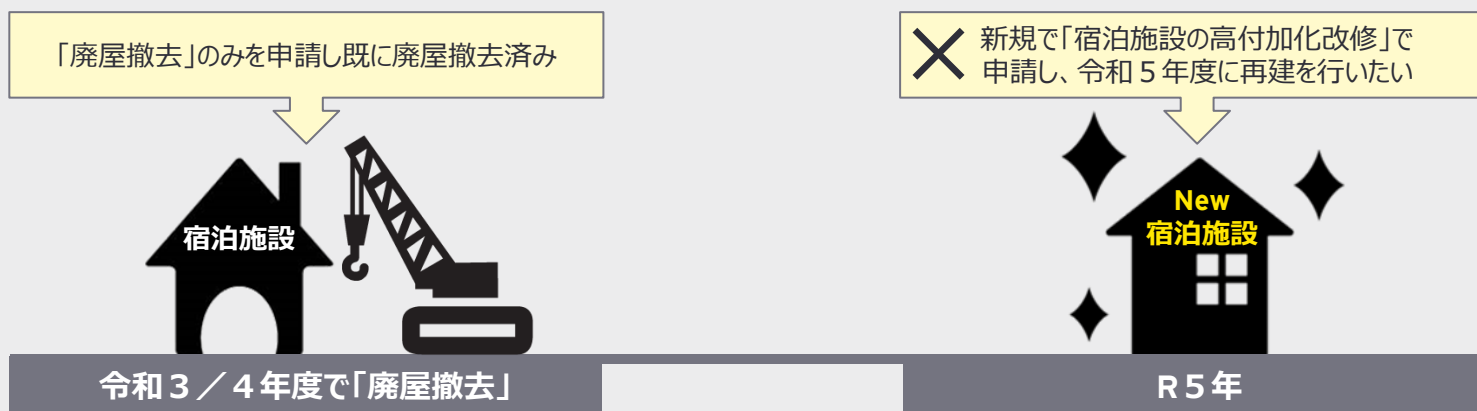 「廃屋撤去」のみを申請し既に廃屋撤去済み
新規で「宿泊施設の高付加化改修」で
申請し、令和５年度に再建を行いたい
宿泊施設
New
宿泊施設
令和３／４年度で「廃屋撤去」
R５年